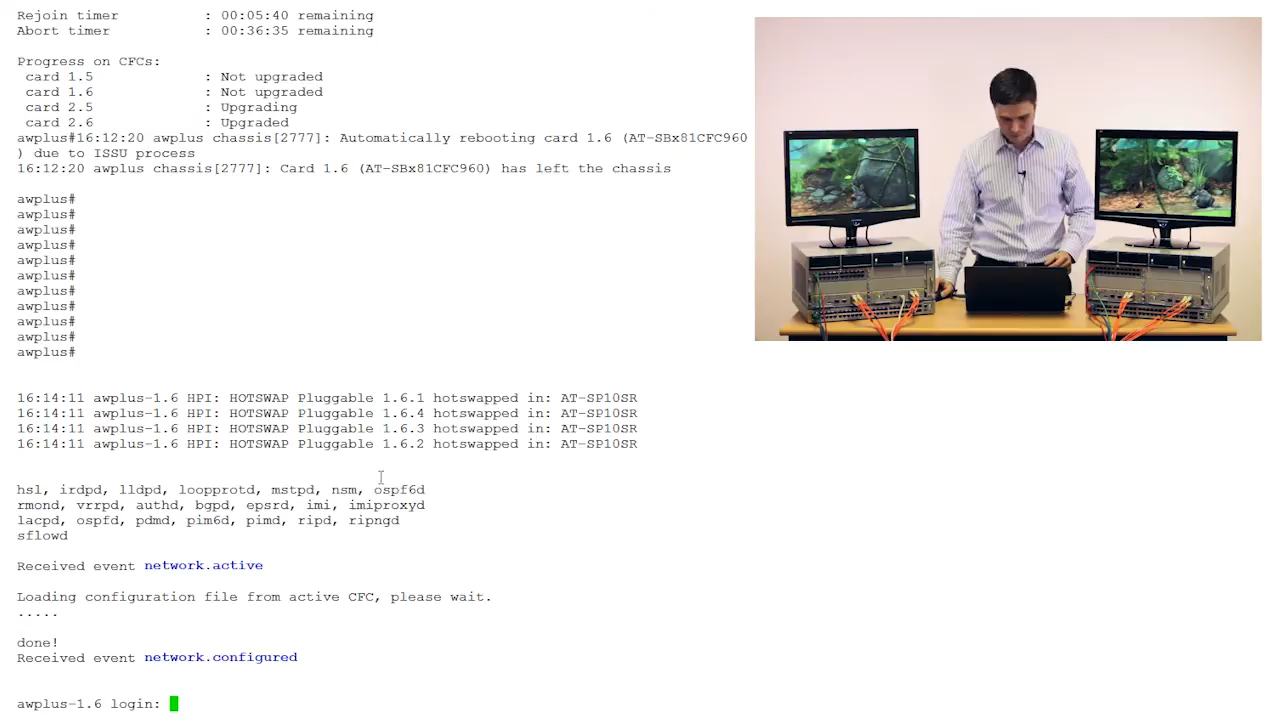 Rejoin timer : 00:05:40 remaining
Abort timer : 00:36:35 remaining
Progress on CFCs:
card 1.5 : Not upgraded
card 1.6 : Not upgraded
card 2.5 : Upgrading
card 2.6 : Upgraded
awplus#16:12:20 awplus chassis[2777]: Automatically rebooting card 1.6 (AT-SBx81CFC960
) due to ISSU process
16:12:20 awplus chassis[2777]: Card 1.6 (AT-SBx81CFC960) has left the chassis
awplus#
awplus#
awplus#
awplus#
awplus#
awplus#
awplus#
awplus#
awplus#
awplus#
awplus#
16:14:11 awplus-1.6 HPI: HOTSWAP Pluggable 1.6.1 hotswapped in: AT-SP10SR
16:14:11 awplus-1.6 HPI: HOTSWAP Pluggable 1.6.4 hotswapped in: AT-SP10SR
16:14:11 awplus-1.6 HPI: HOTSWAP Pluggable 1.6.3 hotswapped in: AT-SP10SR
16:14:11 awplus-1.6 HPI: HOTSWAP Pluggable 1.6.2 hotswapped in: AT-SP10SR
hsl, irdpd, lldpd, loopprotd, mstpd, nsm, ospf6d
rmond, vrrpd, authd, bgpd, epsrd, imi, imiproxyd
lacpd, ospfd, pdmd, pim6d, pimd, ripd, ripngd
sflowd
Received event network.active
Loading configuration file from active CFC, please wait.
.....
done!
Received event network.configured
awplus-1.6 login: